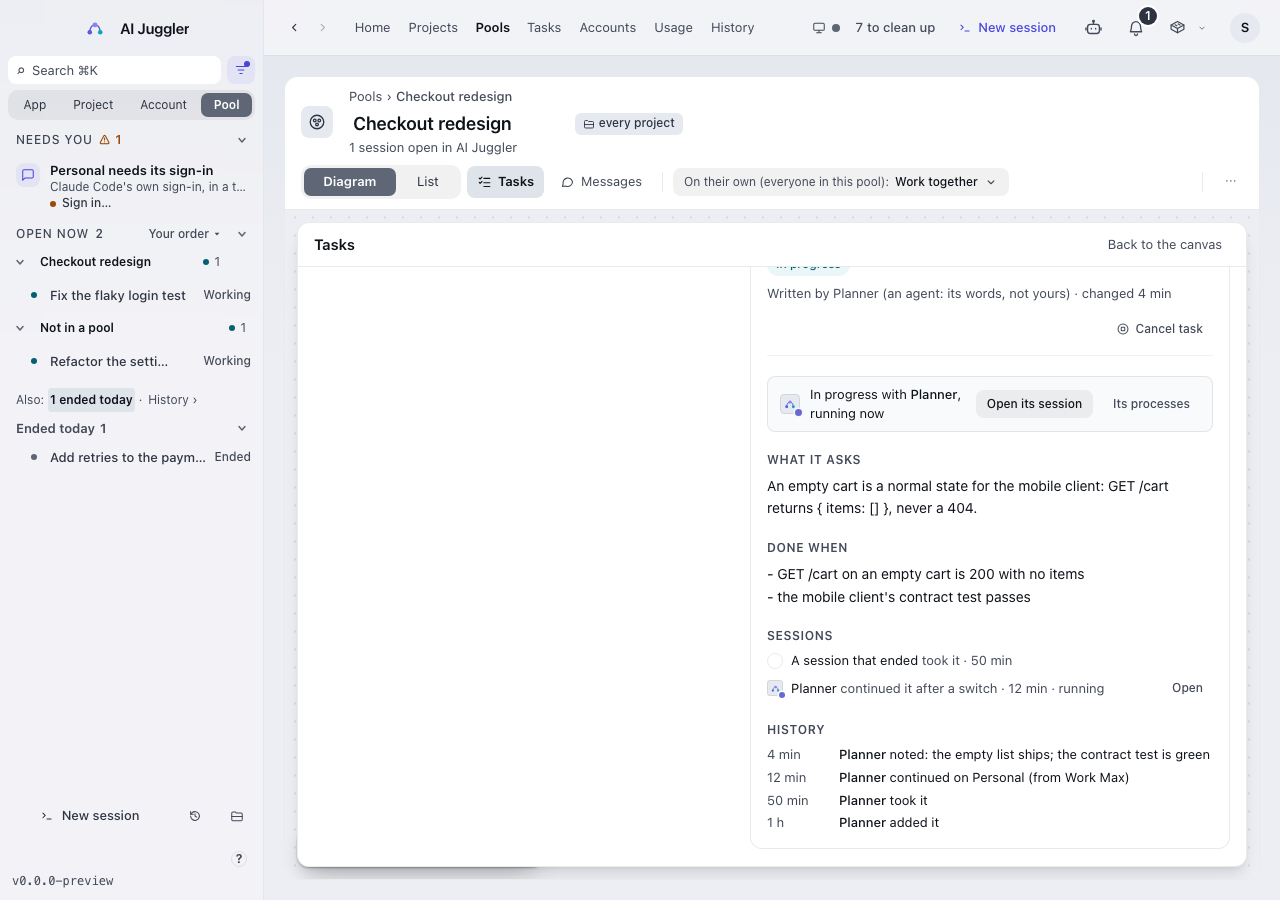 AI Juggler
Search ⌘K
App
Project
Account
Pool
NEEDS YOU 1
Personal needs its sign-in
Claude Code's own sign-in, in a t…
Sign in…
OPEN NOW 2
Your order
Checkout redesign
1
Fix the flaky login test
Working
Not in a pool
1
Refactor the setti…
Working
Also: 1 ended today · History ›
Ended today 1
Add retries to the paym…
Ended
New session
?
v0.0.0-preview
Home
Projects
Pools
Tasks
Accounts
Usage
History
7 to clean up
New session
1
S
Pools › Checkout redesign
Checkout redesign
every project
1 session open in AI Juggler
Diagram
List
Tasks
Messages
On their own (everyone in this pool): Work together
…
Tasks
Back to the canvas
In progress
Written by Planner (an agent: its words, not yours) · changed 4 min
Cancel task
In progress with Planner,
running now
Open its session
Its processes
WHAT IT ASKS
An empty cart is a normal state for the mobile client: GET /cart
returns { items: [] }, never a 404.
DONE WHEN
- GET /cart on an empty cart is 200 with no items
- the mobile client's contract test passes
SESSIONS
A session that ended took it · 50 min
Planner continued it after a switch · 12 min · running
Open
HISTORY
4 min
Planner noted: the empty list ships; the contract test is green
12 min
Planner continued on Personal (from Work Max)
50 min
Planner took it
1 h
Planner added it